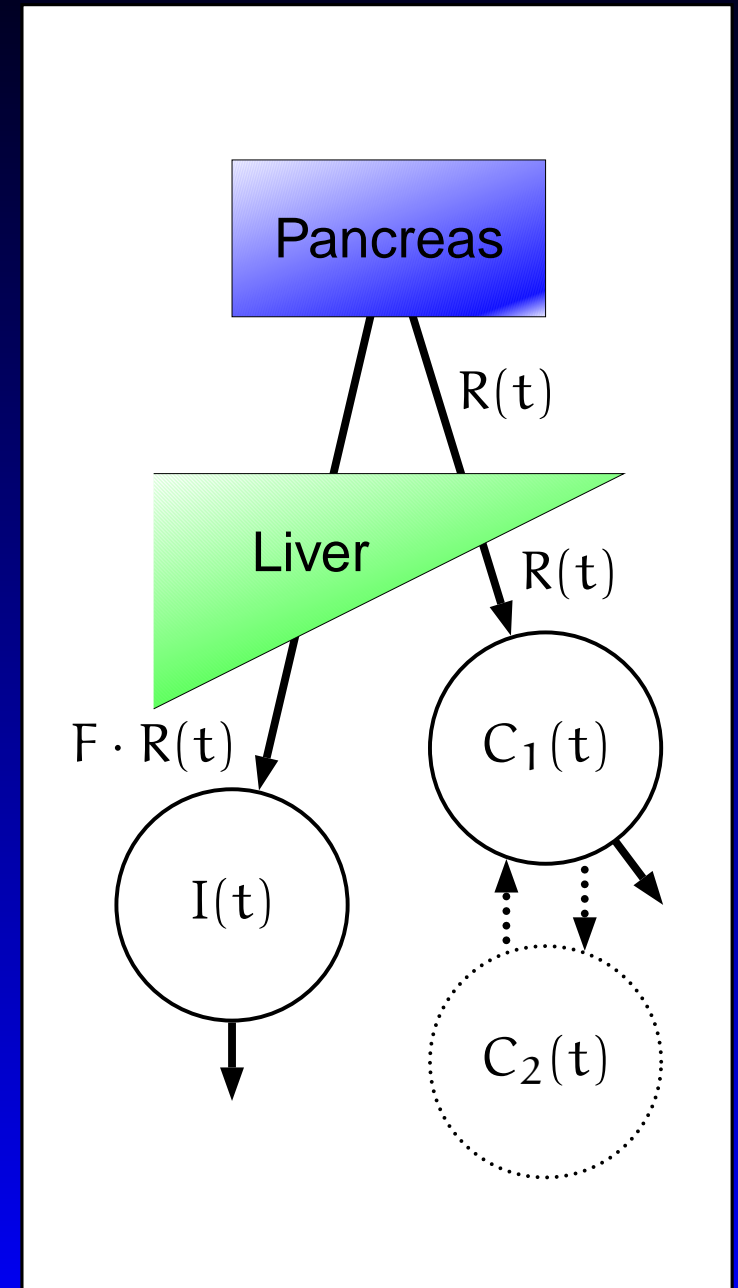 Pancreas
R(t)
Liver
R(t)
F · R(t)
C₁(t)
I(t)
C₂(t)